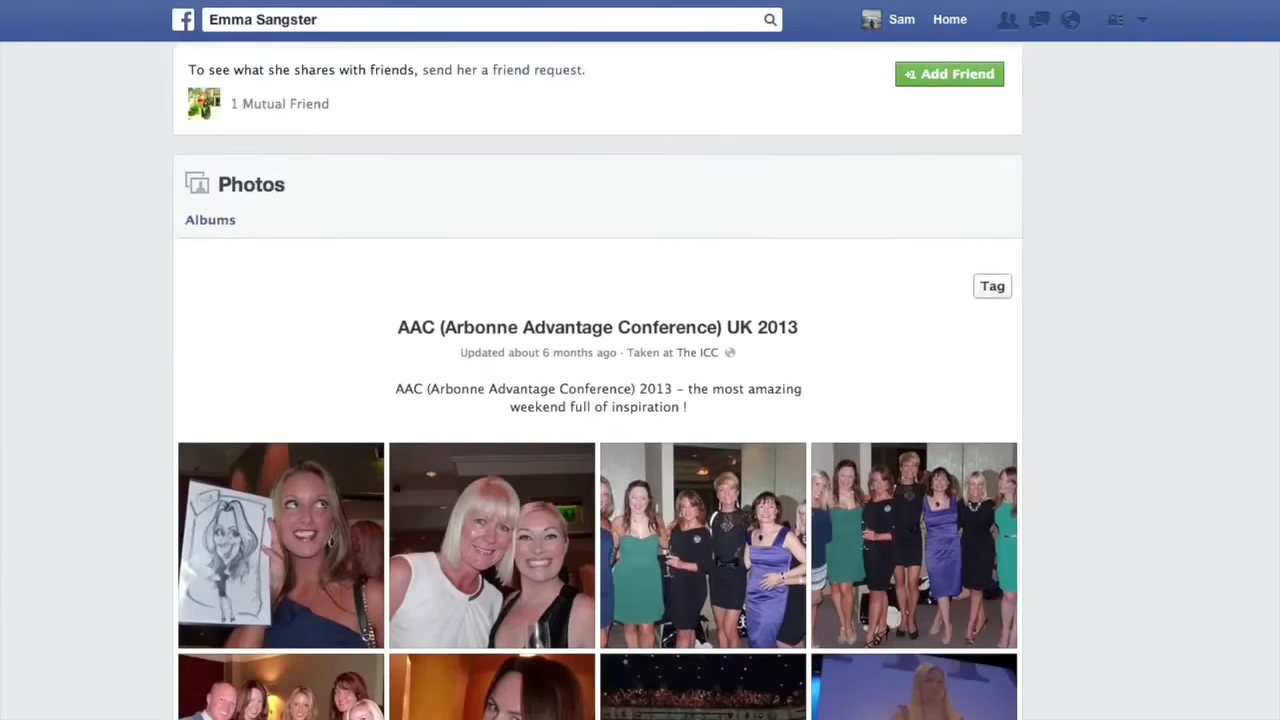 Emma Sangster
Sam Home
To see what she shares with friends, send her a friend request.
+1 Add Friend
1 Mutual Friend
Photos
Albums
Tag
AAC (Arbonne Advantage Conference) UK 2013
Updated about 6 months ago · Taken at The ICC
AAC (Arbonne Advantage Conference) 2013 – the most amazing
weekend full of inspiration !